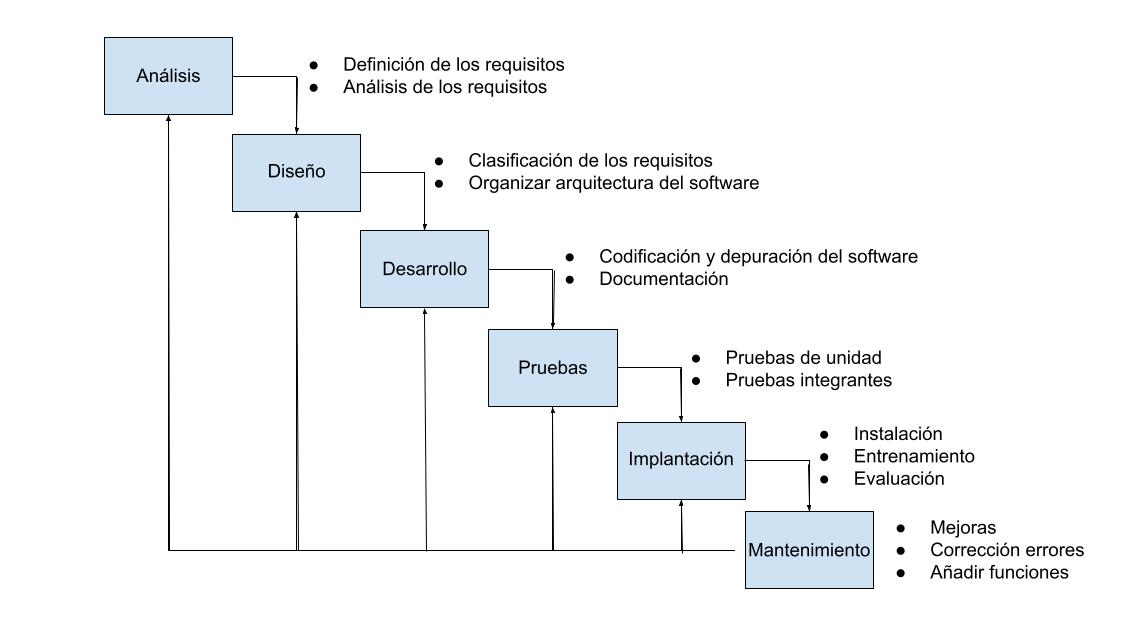 Análisis
● Definición de los requisitos
● Análisis de los requisitos
Diseño
● Clasificación de los requisitos
● Organizar arquitectura del software
Desarrollo
● Codificación y depuración del software
● Documentación
Pruebas
● Pruebas de unidad
● Pruebas integrantes
Implantación
● Instalación
● Entrenamiento
● Evaluación
Mantenimiento
● Mejoras
● Corrección errores
● Añadir funciones